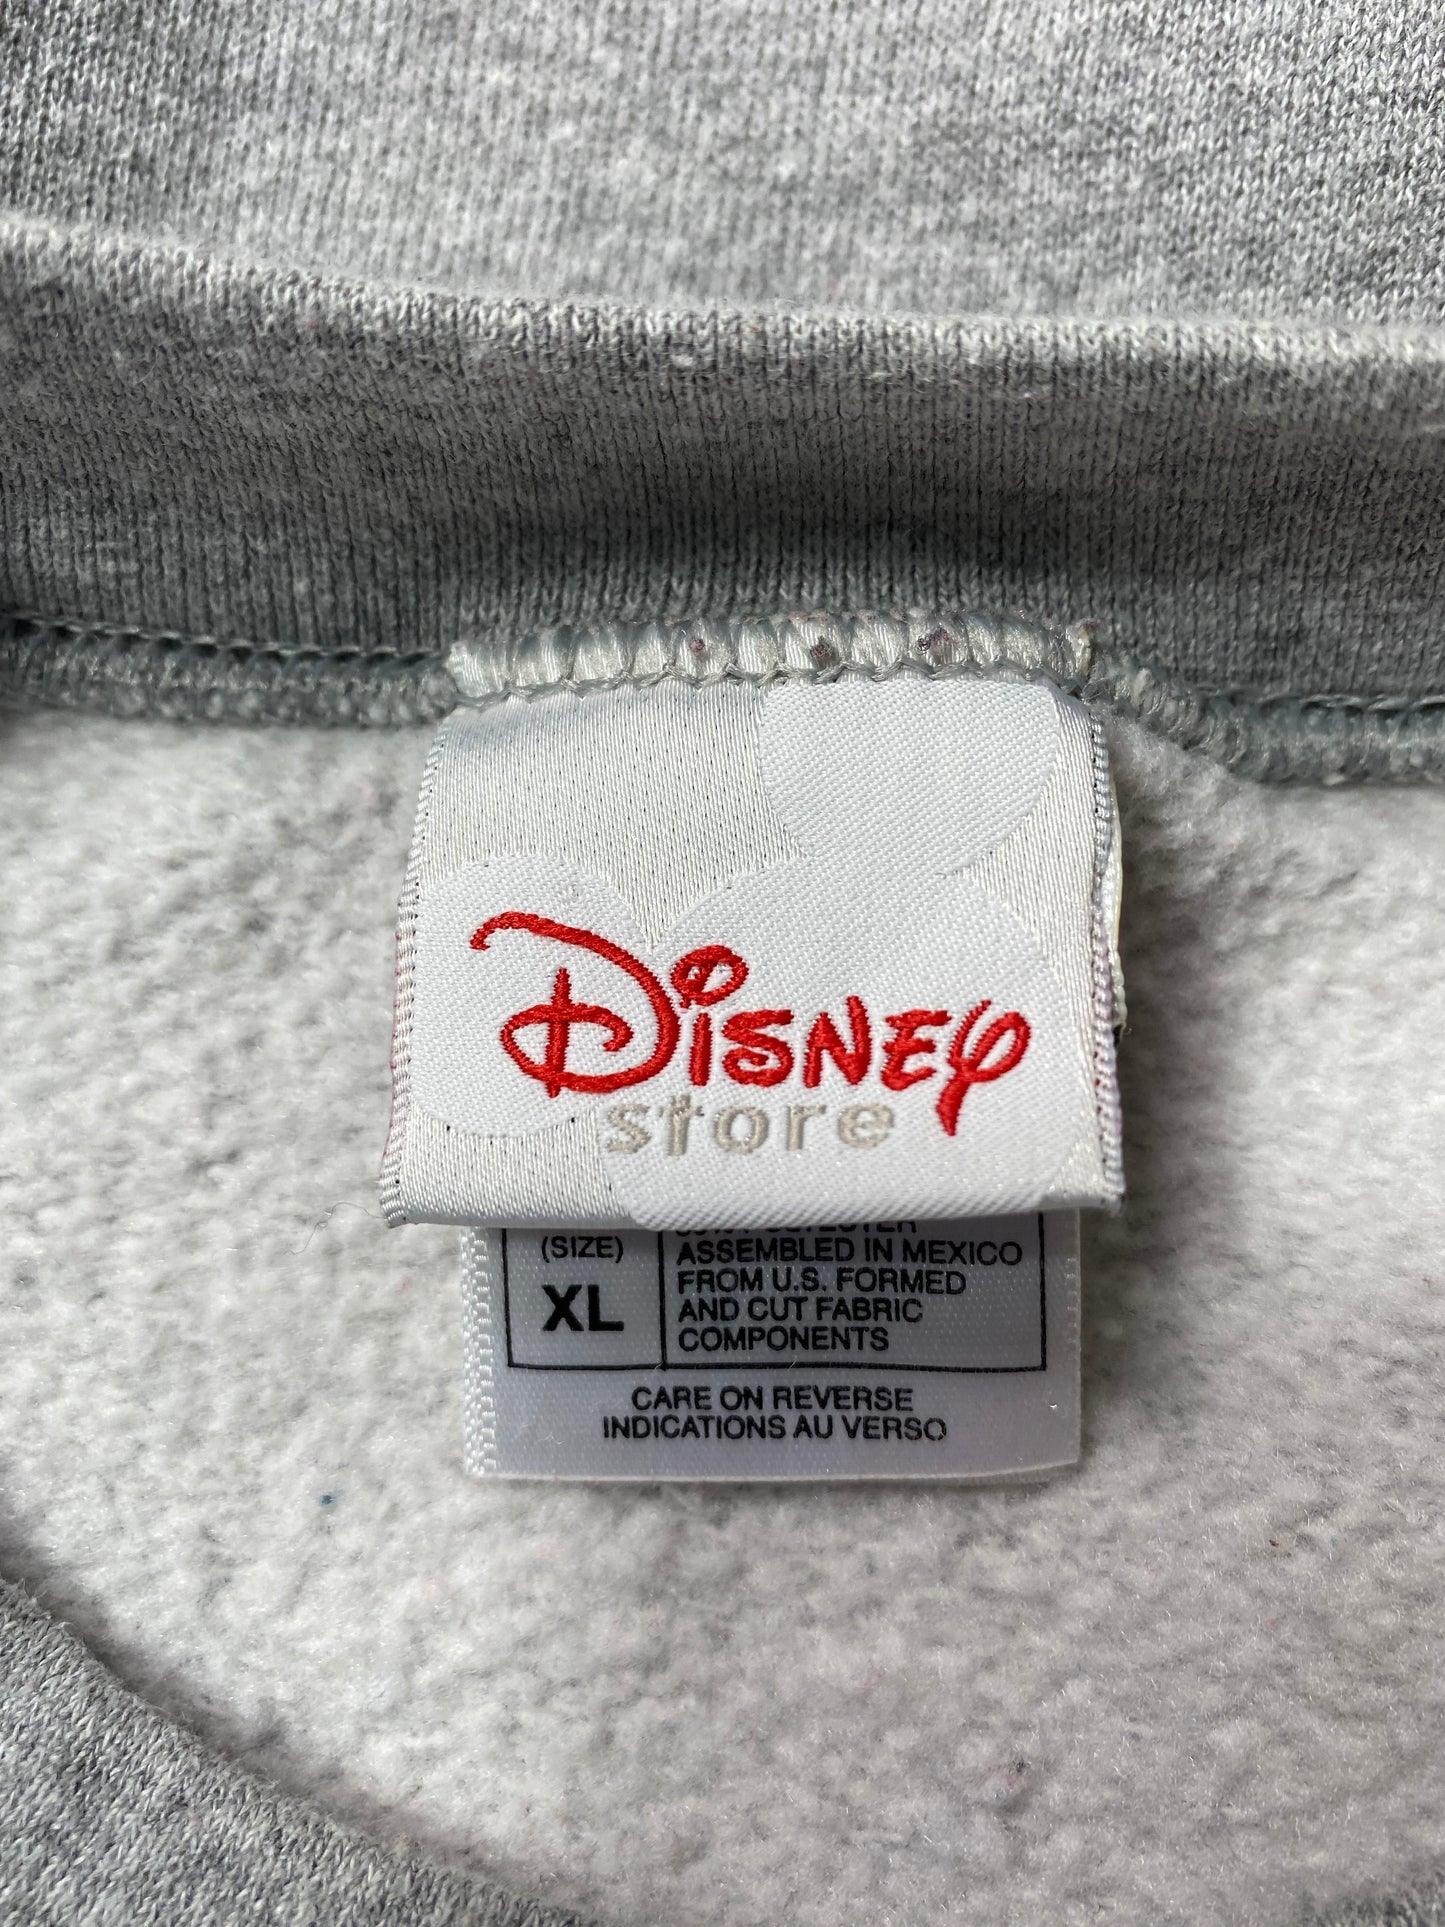 Disney
store
(SIZE)
XL
POLYESTER
ASSEMBLED IN MEXICO
FROM U.S. FORMED
AND CUT FABRIC
COMPONENTS
CARE ON REVERSE
INDICATIONS AU VERSO